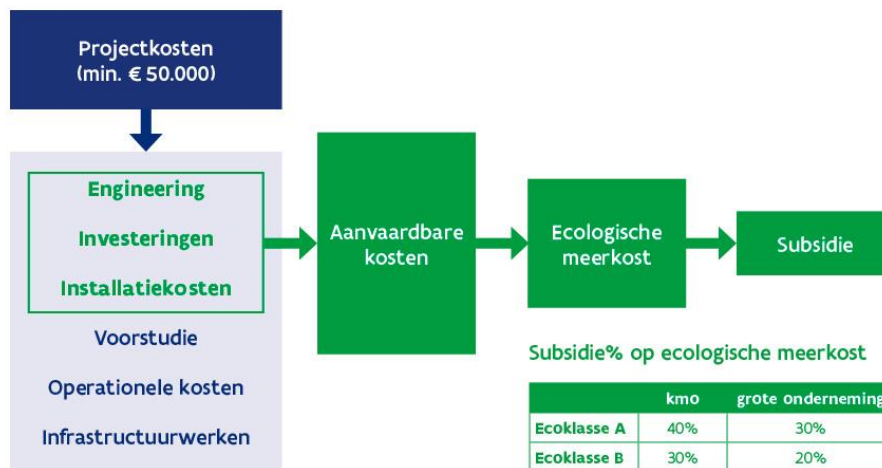 Projectkosten
(min. € 50.000)
Engineering
Investeringen
Installatiekosten
Voorstudie
Operationele kosten
Infrastructuurwerken
Aanvaardbare
kosten
Ecologische
meerkost
Subsidie
Subsidie% op ecologische meerkost
kmo grote onderneming
Ecoklasse A 40% 30%
Ecoklasse B 30% 20%